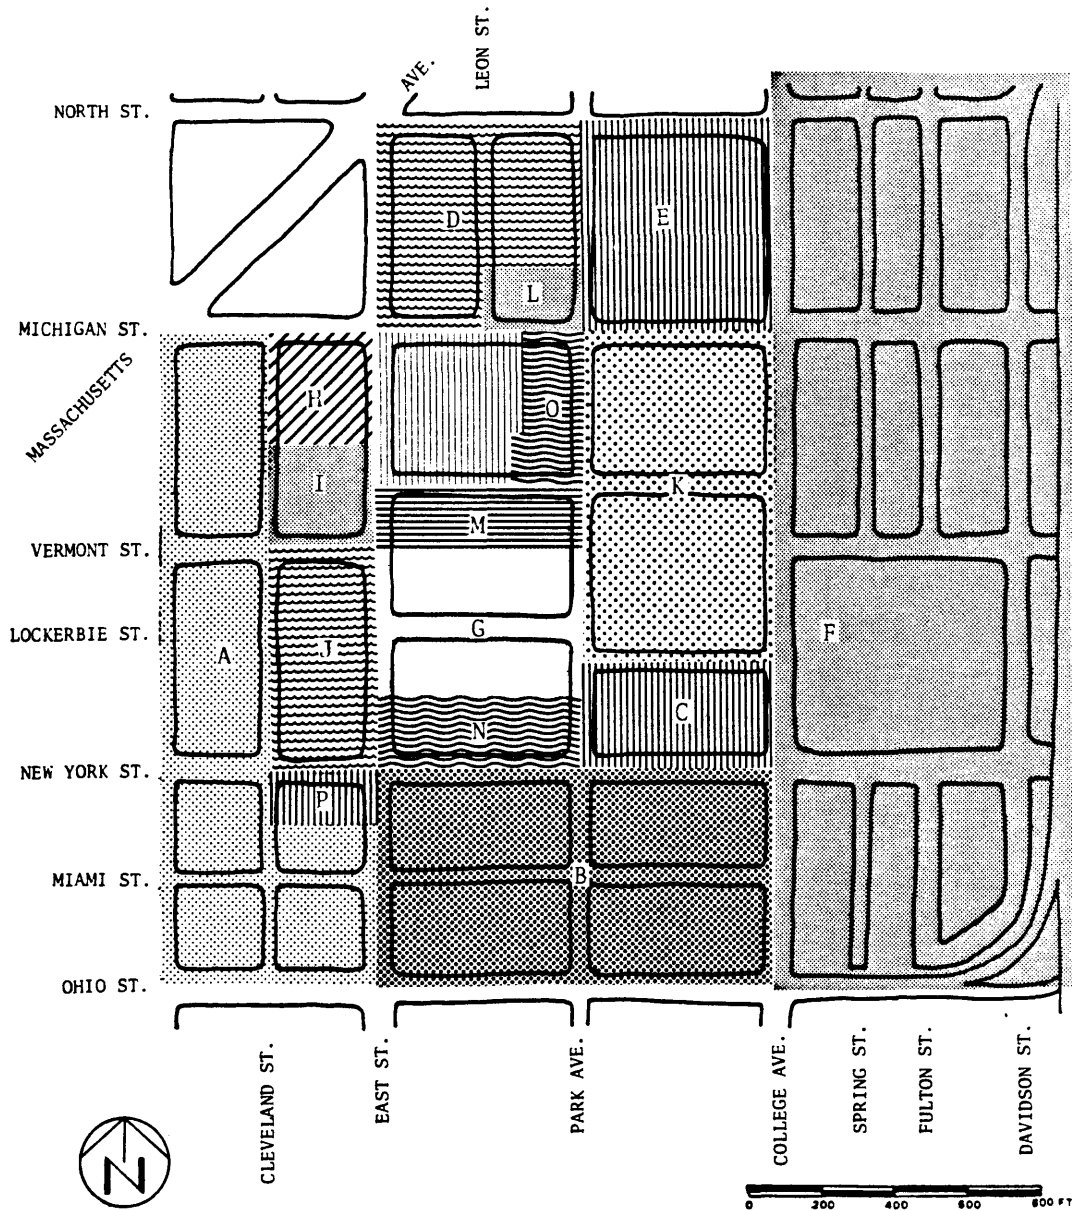 LEON ST.
AVE.
NORTH ST.
D
E
L
MICHIGAN ST.
MASSACHUSETTS
H
O
I
K
M
VERMONT ST.
LOCKERBIE ST.
G
F
A
J
C
N
NEW YORK ST.
P
MIAMI ST.
B
OHIO ST.
CLEVELAND ST.
EAST ST.
PARK AVE.
COLLEGE AVE.
SPRING ST.
FULTON ST.
DAVIDSON ST.
N
0 200 400 600 800 FT